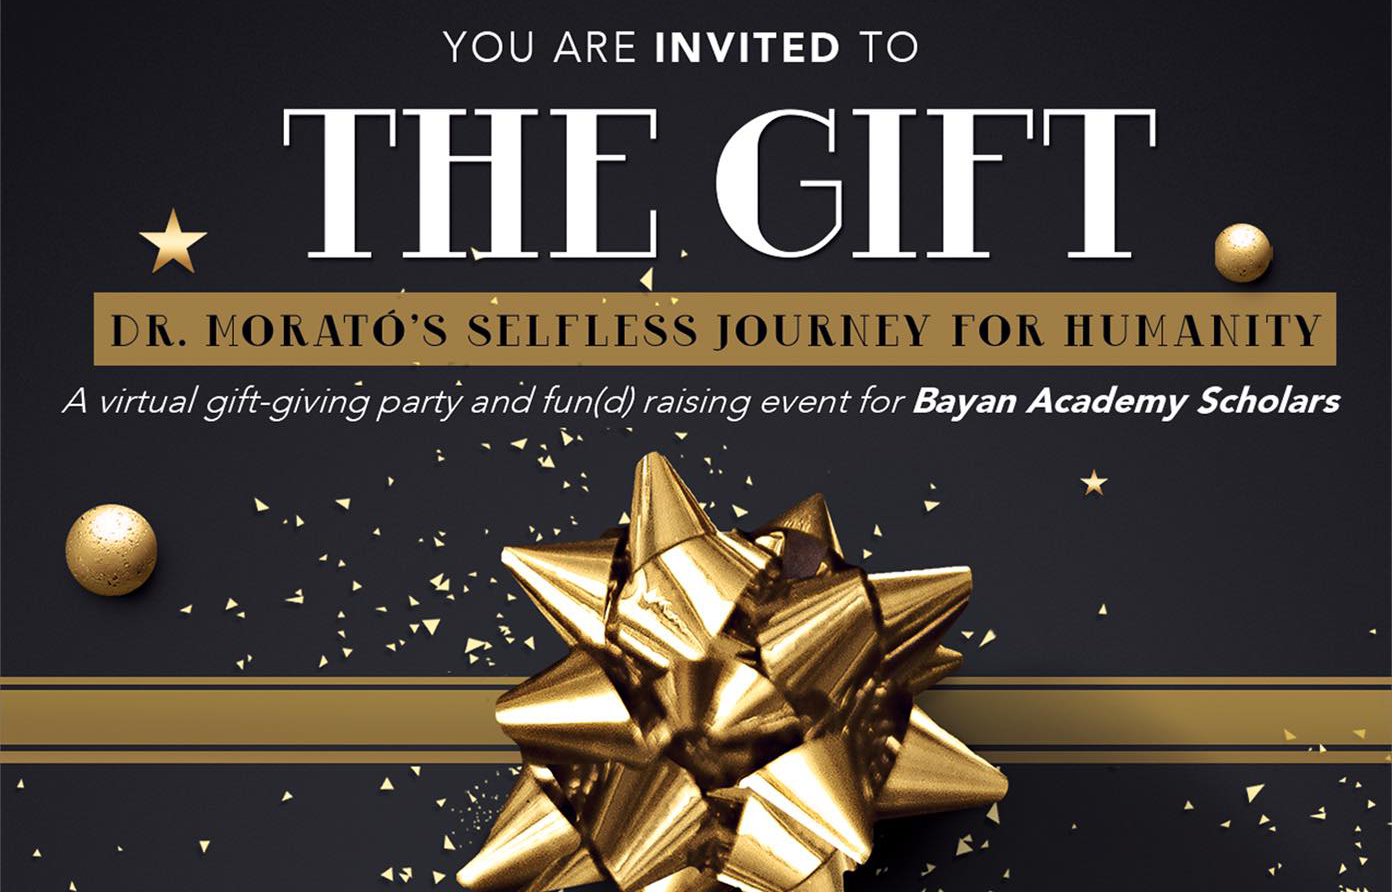 YOU ARE INVITED TO
THE GIFT
DR. MORATÓ'S SELFLESS JOURNEY FOR HUMANITY
A virtual gift-giving party and fun(d) raising event for Bayan Academy Scholars